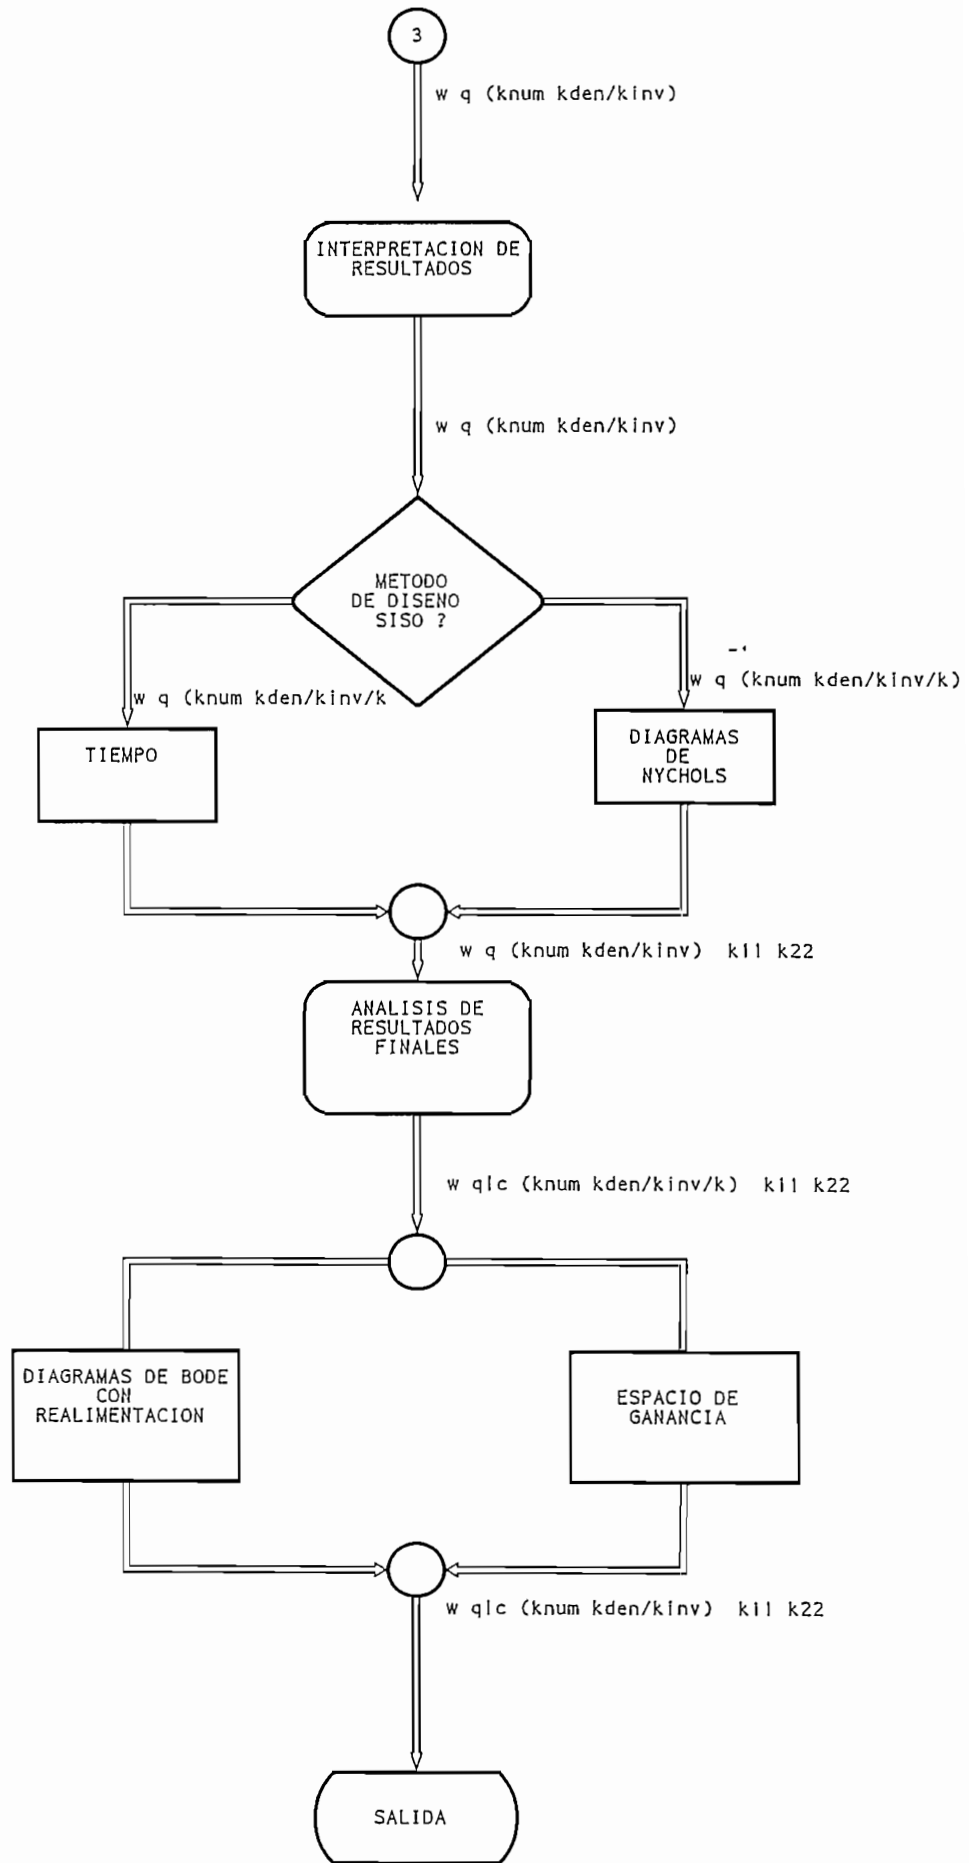 3
w q (knum kden/kinv)
INTERPRETACION DE
RESULTADOS
w q (knum kden/kinv)
METODO
DE DISENO
SISO ?
w q (knum kden/kinv/k
w q (knum kden/kinv/k)
TIEMPO
DIAGRAMAS
DE
NYCHOLS
w q (knum kden/kinv) k11 k22
ANALISIS DE
RESULTADOS
FINALES
w qlc (knum kden/kinv/k) k11 k22
DIAGRAMAS DE BODE
CON
REALIMENTACION
ESPACIO DE
GANANCIA
w qlc (knum kden/kinv) k11 k22
SALIDA